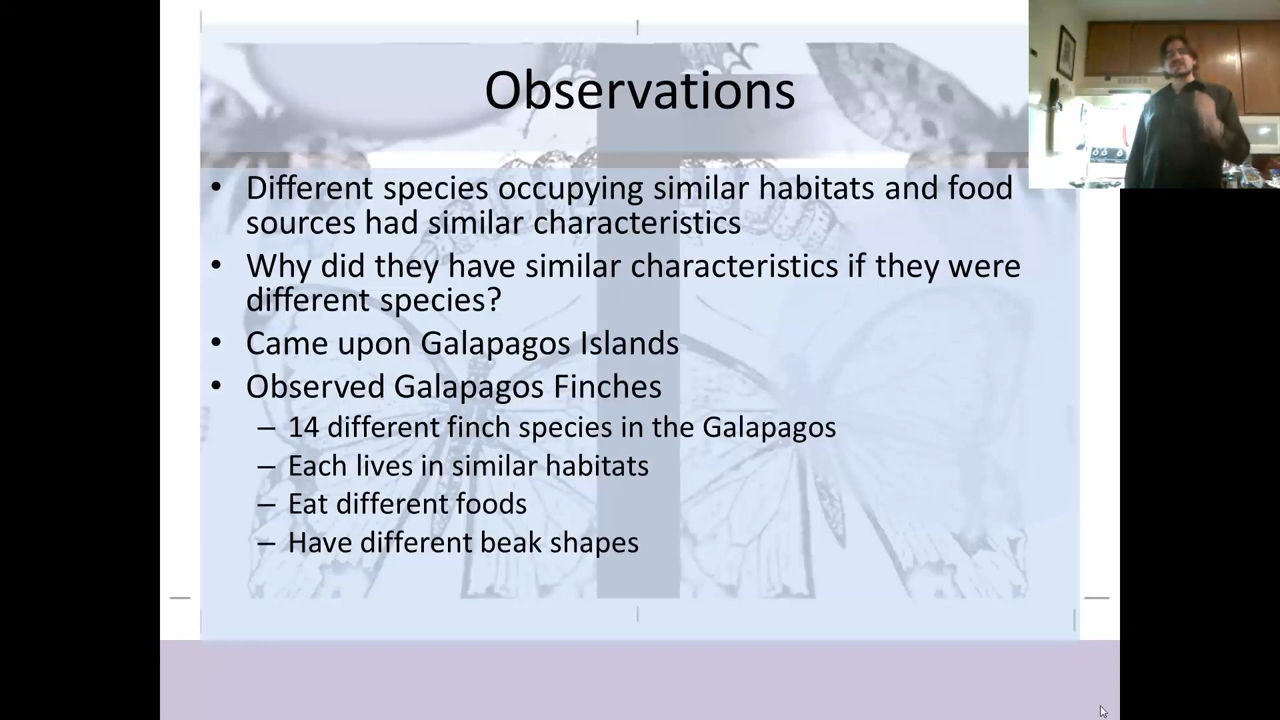 Observations
• Different species occupying similar habitats and food
sources had similar characteristics
• Why did they have similar characteristics if they were
different species?
• Came upon Galapagos Islands
• Observed Galapagos Finches
– 14 different finch species in the Galapagos
– Each lives in similar habitats
– Eat different foods
– Have different beak shapes